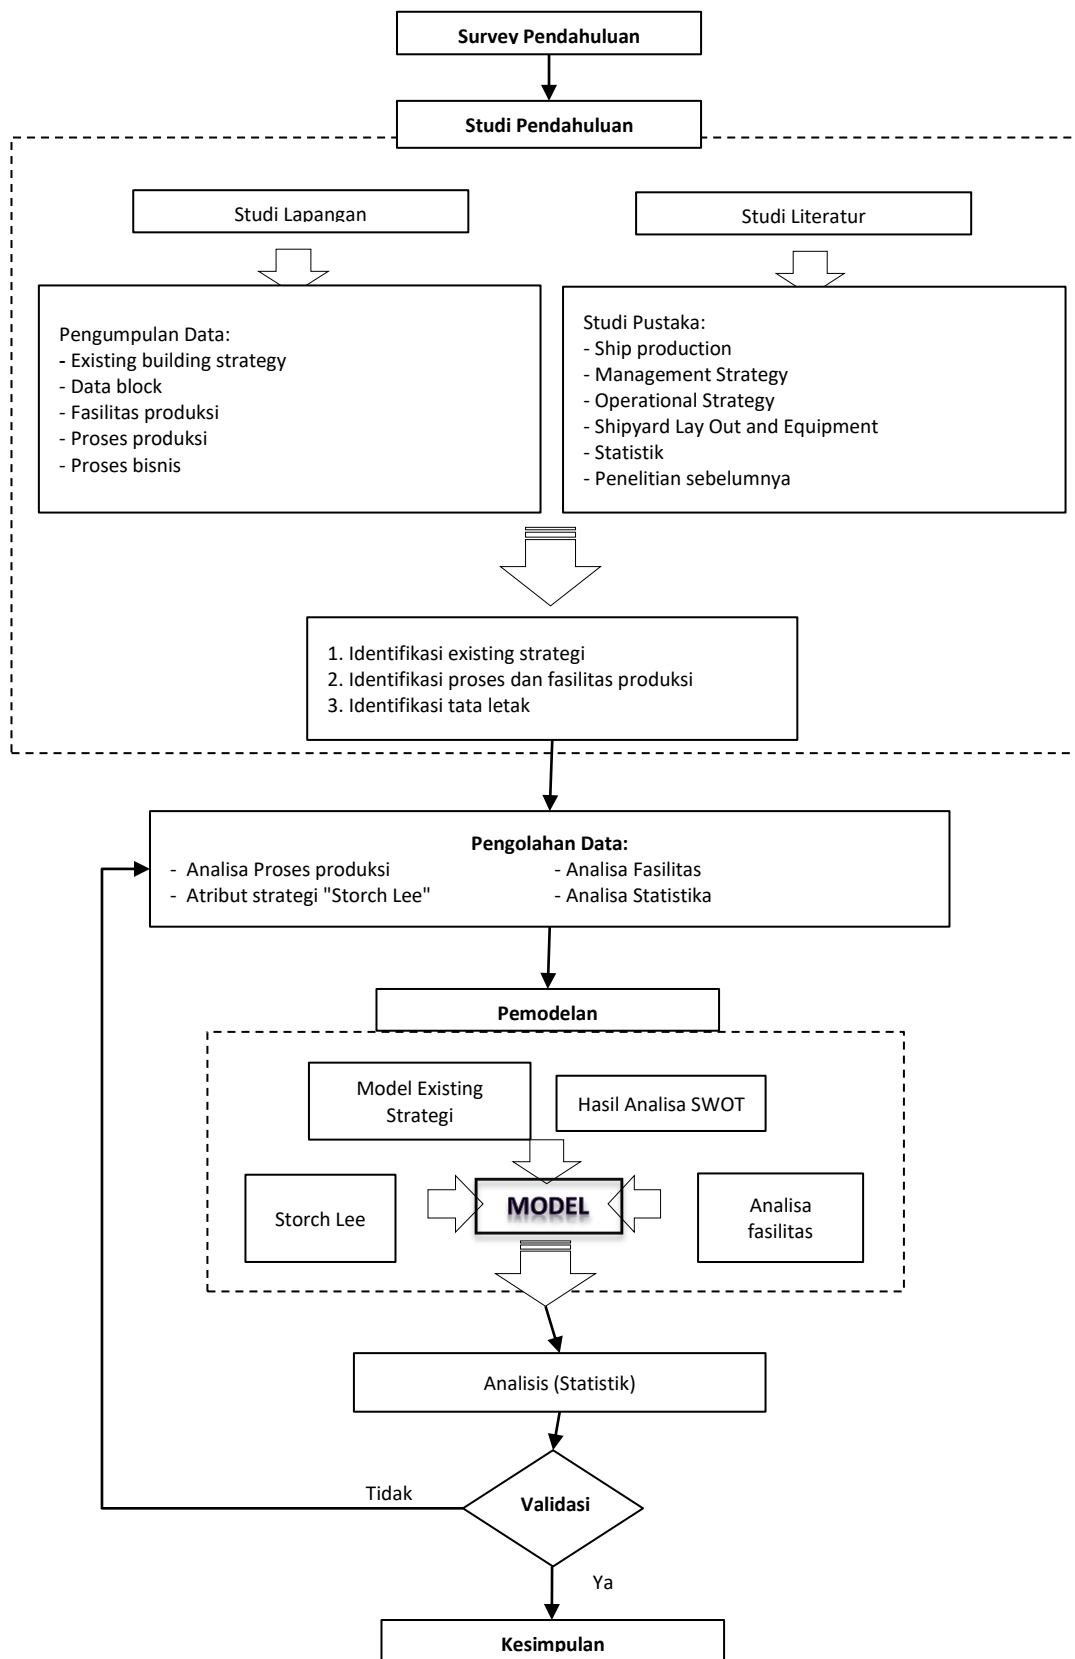 Survey Pendahuluan
Studi Pendahuluan
Studi Lapangan
Studi Literatur
Pengumpulan Data:
- Existing building strategy
- Data block
- Fasilitas produksi
- Proses produksi
- Proses bisnis
Studi Pustaka:
- Ship production
- Management Strategy
- Operational Strategy
- Shipyard Lay Out and Equipment
- Statistik
- Penelitian sebelumnya
1. Identifikasi existing strategi
2. Identifikasi proses dan fasilitas produksi
3. Identifikasi tata letak
Pengolahan Data:
- Analisa Proses produksi
- Atribut strategi "Storch Lee"
- Analisa Fasilitas
- Analisa Statistika
Pemodelan
Model Existing
Strategi
Hasil Analisa SWOT
Storch Lee
MODEL
Analisa
fasilitas
Analisis (Statistik)
Validasi
Tidak
Ya
Kesimpulan